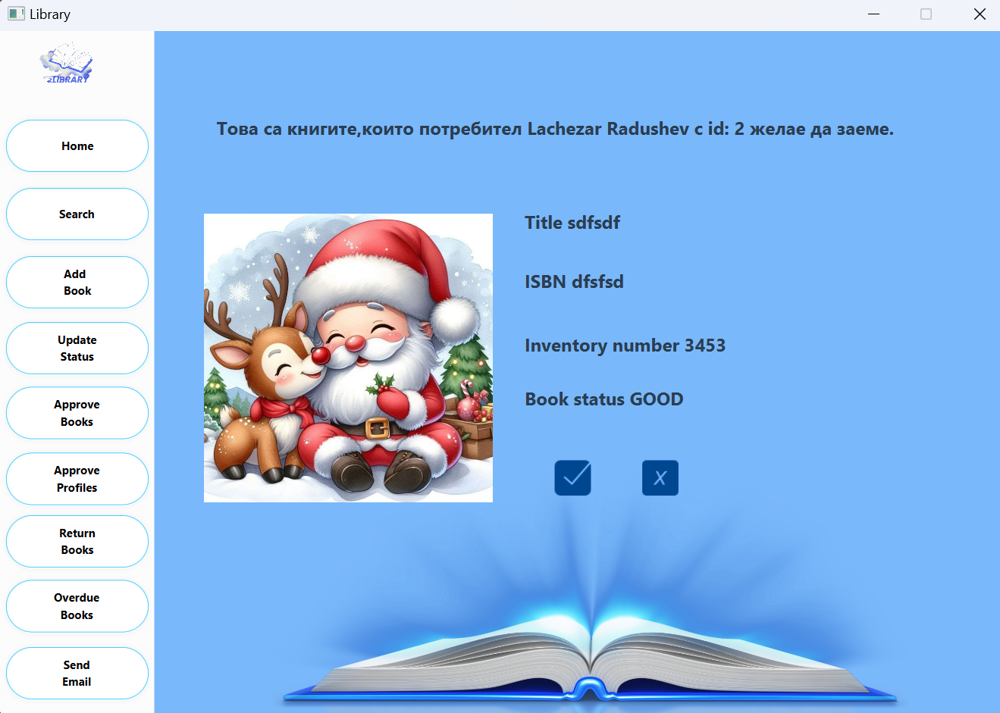 Library
eLIBRARY
Home
Search
Add
Book
Update
Status
Approve
Books
Approve
Profiles
Return
Books
Overdue
Books
Send
Email
Това са книгите,които потребител Lachezar Radushev с id: 2 желае да заеме.
Title sdfsdf
ISBN dfsfsd
Inventory number 3453
Book status GOOD
X